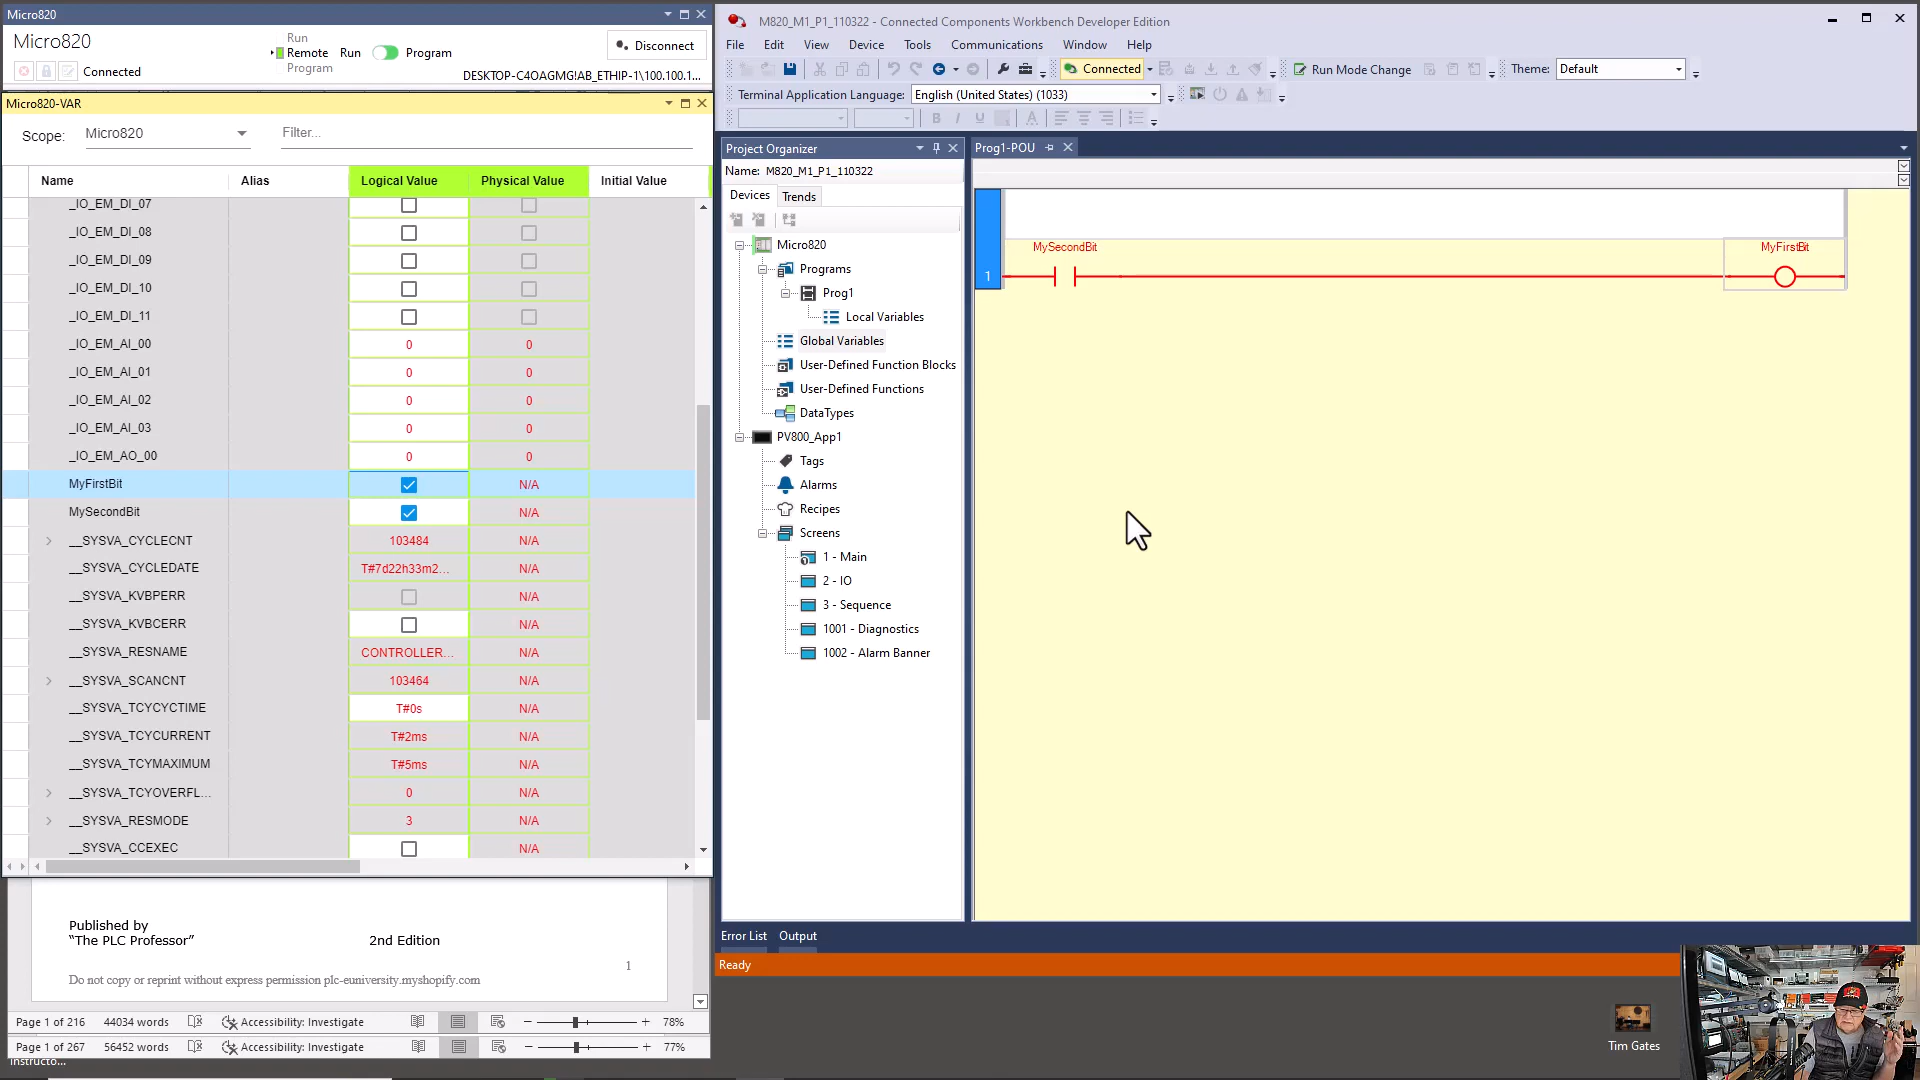 Micro820
Micro820
Run
Remote Run
Program
Program
Disconnect
Connected
DESKTOP-C4OAGMG!AB_ETHIP-1\100.100.1...
Micro820-VAR
Scope: Micro820 Filter...
Name Alias Logical Value Physical Value Initial Value
_IO_EM_DI_07
_IO_EM_DI_08
_IO_EM_DI_09
_IO_EM_DI_10
_IO_EM_DI_11
_IO_EM_AI_00 0 0
_IO_EM_AI_01 0 0
_IO_EM_AI_02 0 0
_IO_EM_AI_03 0 0
_IO_EM_AO_00 0 0
MyFirstBit N/A
MySecondBit N/A
__SYSVA_CYCLECNT 103484 N/A
__SYSVA_CYCLEDATE T#7d22h33m2... N/A
__SYSVA_KVBPERR N/A
__SYSVA_KVBCERR N/A
__SYSVA_RESNAME CONTROLLER... N/A
__SYSVA_SCANCNT 103464 N/A
__SYSVA_TCYCYCTIME T#0s N/A
__SYSVA_TCYCURRENT T#2ms N/A
__SYSVA_TCYMAXIMUM T#5ms N/A
__SYSVA_TCYOVERFL... 0 N/A
__SYSVA_RESMODE 3 N/A
__SYSVA_CCEXEC N/A
Published by
“The PLC Professor” 2nd Edition
1
Do not copy or reprint without express permission plc-euniversity.myshopify.com
Page 1 of 216 44034 words Accessibility: Investigate 78%
Page 1 of 267 56452 words Accessibility: Investigate 77%
Instructo...
M820_M1_P1_110322 - Connected Components Workbench Developer Edition
File Edit View Device Tools Communications Window Help
Connected Run Mode Change Theme: Default
Terminal Application Language: English (United States) (1033)
B I U A
Project Organizer
Name: M820_M1_P1_110322
Devices Trends
Micro820
Programs
Prog1
Local Variables
Global Variables
User-Defined Function Blocks
User-Defined Functions
DataTypes
PV800_App1
Tags
Alarms
Recipes
Screens
1 - Main
2 - IO
3 - Sequence
1001 - Diagnostics
1002 - Alarm Banner
Prog1-POU
MySecondBit MyFirstBit
1
Error List Output
Ready
Tim Gates